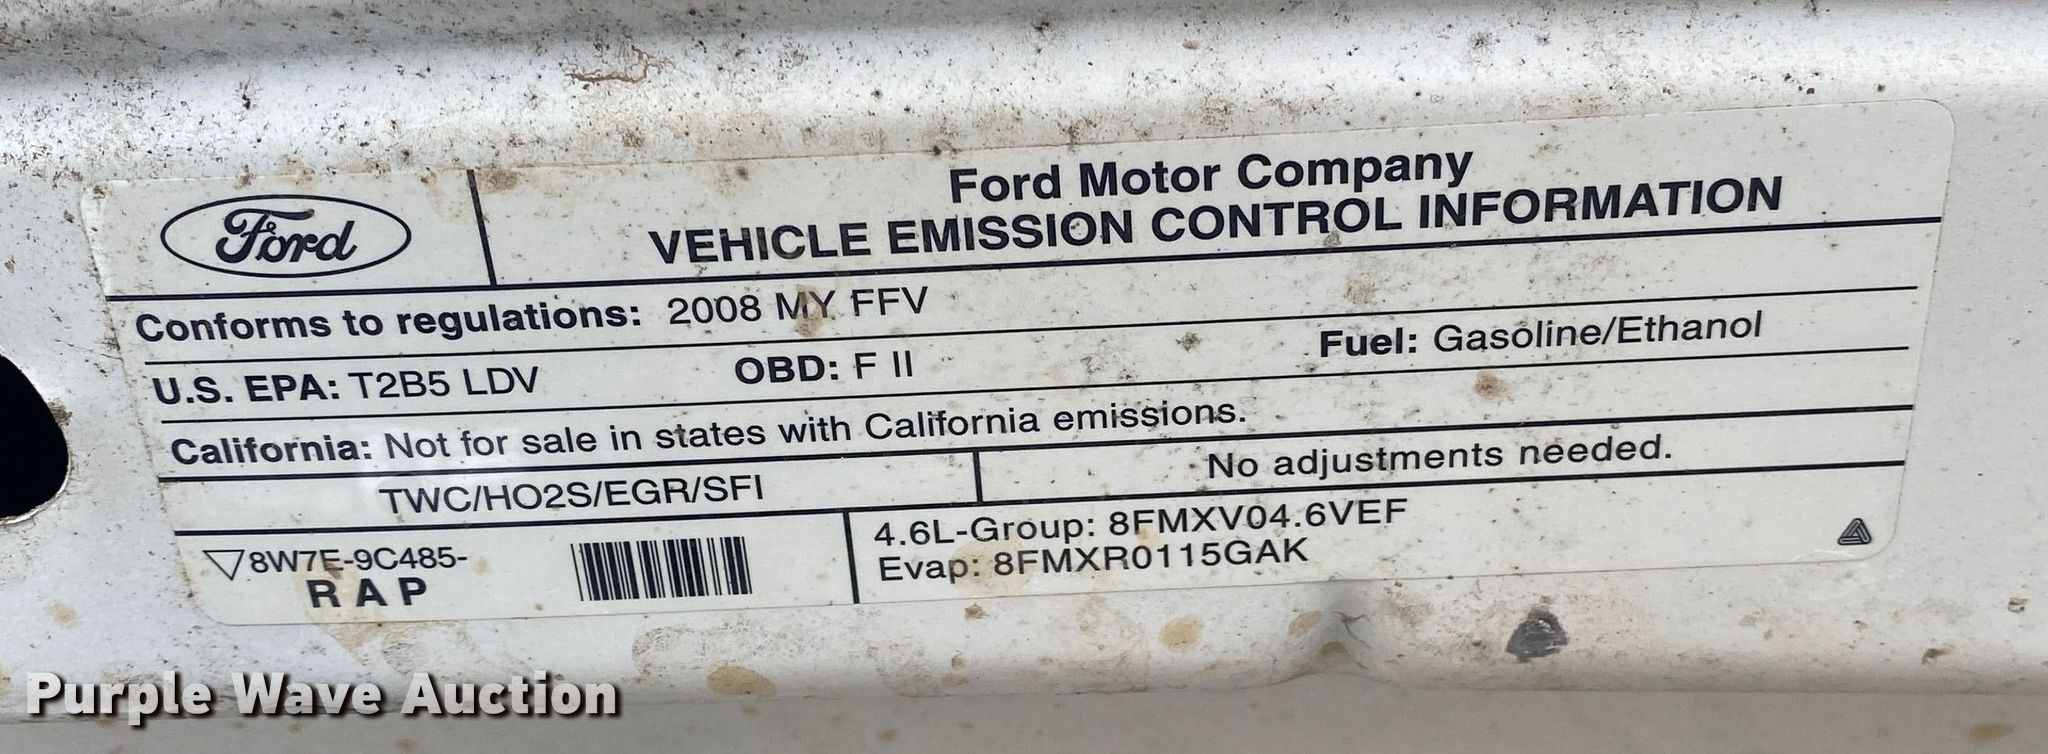 Ford
Ford Motor Company
VEHICLE EMISSION CONTROL INFORMATION
Conforms to regulations: 2008 MY FFV
U.S. EPA: T2B5 LDV OBD: F II Fuel: Gasoline/Ethanol
California: Not for sale in states with California emissions.
TWC/HO2S/EGR/SFI No adjustments needed.
8W7E-9C485-
R A P
4.6L-Group: 8FMXV04.6VEF
Evap: 8FMXR0115GAK
Purple Wave Auction